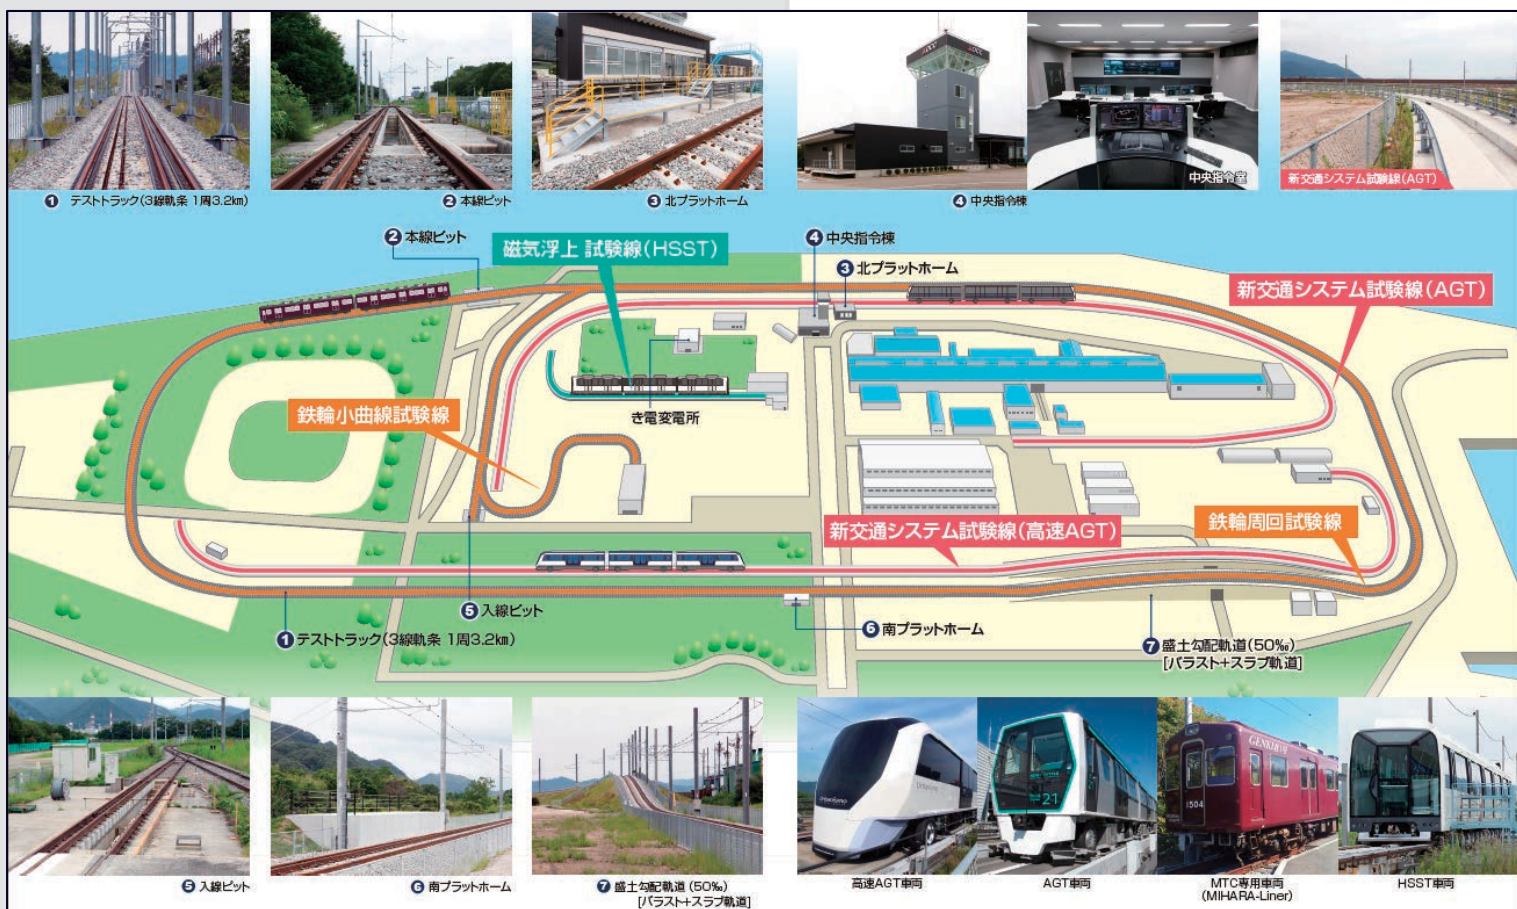 中央指令室
新交通システム試験線(AGT)
❶ テストトラック(3線軌条 1周3.2km)
❷ 本線ピット
❸ 北プラットホーム
❹ 中央指令棟
❷ 本線ピット
磁気浮上 試験線(HSST)
❹ 中央指令棟
❸ 北プラットホーム
新交通システム試験線(AGT)
鉄輪小曲線試験線
き電変電所
新交通システム試験線(高速AGT)
鉄輪周回試験線
❺ 入線ピット
❶ テストトラック(3線軌条 1周3.2km)
❻ 南プラットホーム
❼ 盛土勾配軌道(50‰)
[バラスト+スラブ軌道]
21
GENKI HO
1504
❺ 入線ピット
❻ 南プラットホーム
❼ 盛土勾配軌道(50‰)
[バラスト+スラブ軌道]
高速AGT車両
AGT車両
MTC専用車両
(MIHARA-Liner)
HSST車両